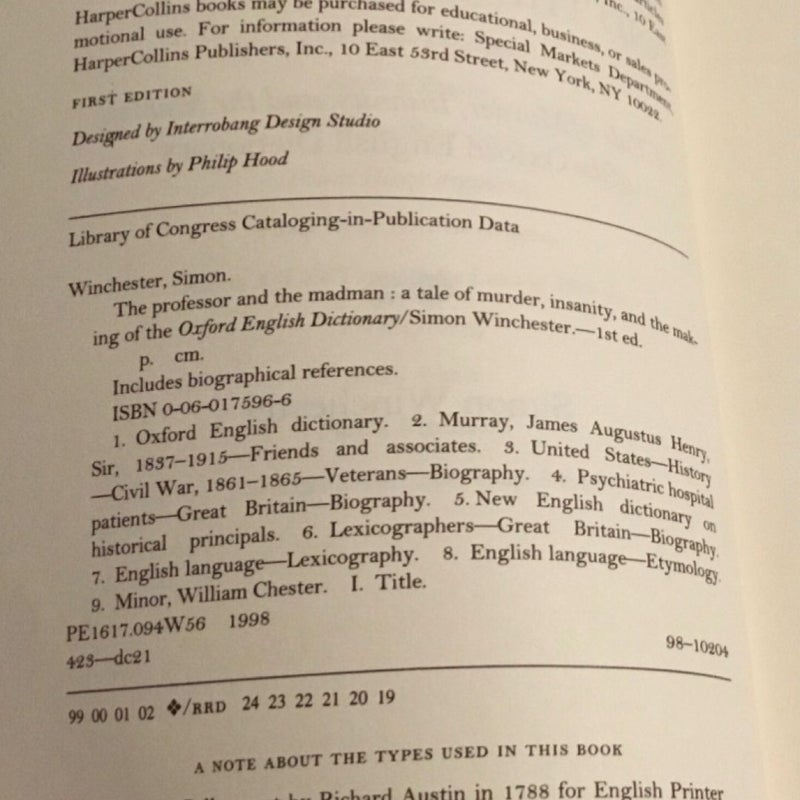 Inc., 10 East
HarperCollins books may be purchased for educational, business, or sales pro-
motional use. For information please write: Special Markets Department,
HarperCollins Publishers, Inc., 10 East 53rd Street, New York, NY 10022.
FIRST EDITION
Designed by Interrobang Design Studio
Illustrations by Philip Hood
Library of Congress Cataloging-in-Publication Data
Winchester, Simon.
The professor and the madman : a tale of murder, insanity, and the mak-
ing of the Oxford English Dictionary/Simon Winchester.—1st ed.
p. cm.
Includes biographical references.
ISBN 0-06-017596-6
1. Oxford English dictionary. 2. Murray, James Augustus Henry,
Sir, 1837–1915—Friends and associates. 3. United States—History
—Civil War, 1861–1865—Veterans—Biography. 4. Psychiatric hospital
patients—Great Britain—Biography. 5. New English dictionary on
historical principals. 6. Lexicographers—Great Britain—Biography.
7. English language—Lexicography. 8. English language—Etymology.
9. Minor, William Chester. I. Title.
PE1617.094W56 1998
423—dc21
98–10204
99 00 01 02 ❖/RRD 24 23 22 21 20 19
A NOTE ABOUT THE TYPES USED IN THIS BOOK
by Richard Austin in 1788 for English Printer